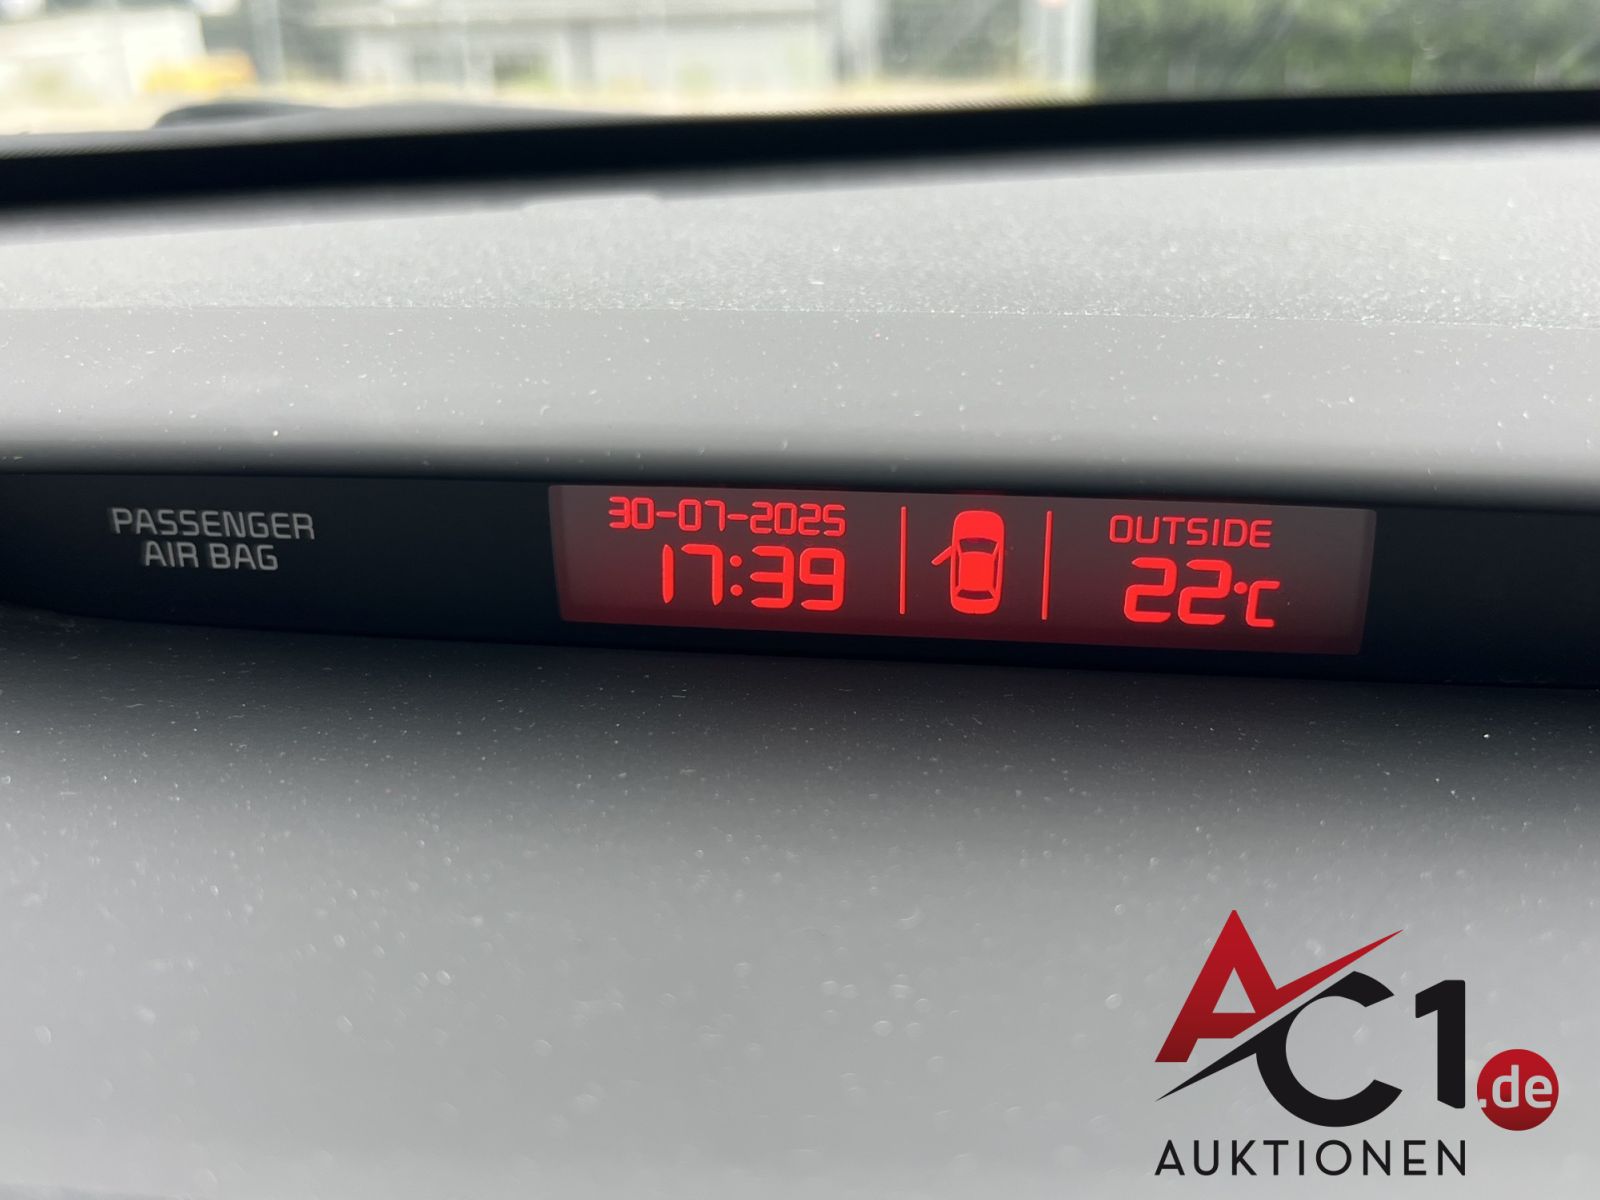 PASSENGER
AIR BAG
30-07-2025
17:39
OUTSIDE
22°C
AC1.de
AUKTIONEN